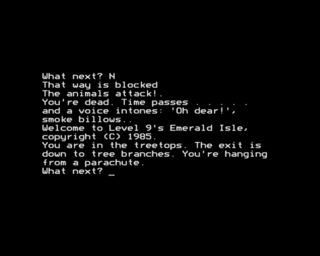 What next? N
That way is blocked
The animals attack!.
You're dead. Time passes . . . . .
and a voice intones: 'Oh dear!',
smoke billows..
Welcome to Level 9's Emerald Isle,
copyright (C) 1985.
You are in the treetops. The exit is
down to tree branches. You're hanging
from a parachute.
What next? _